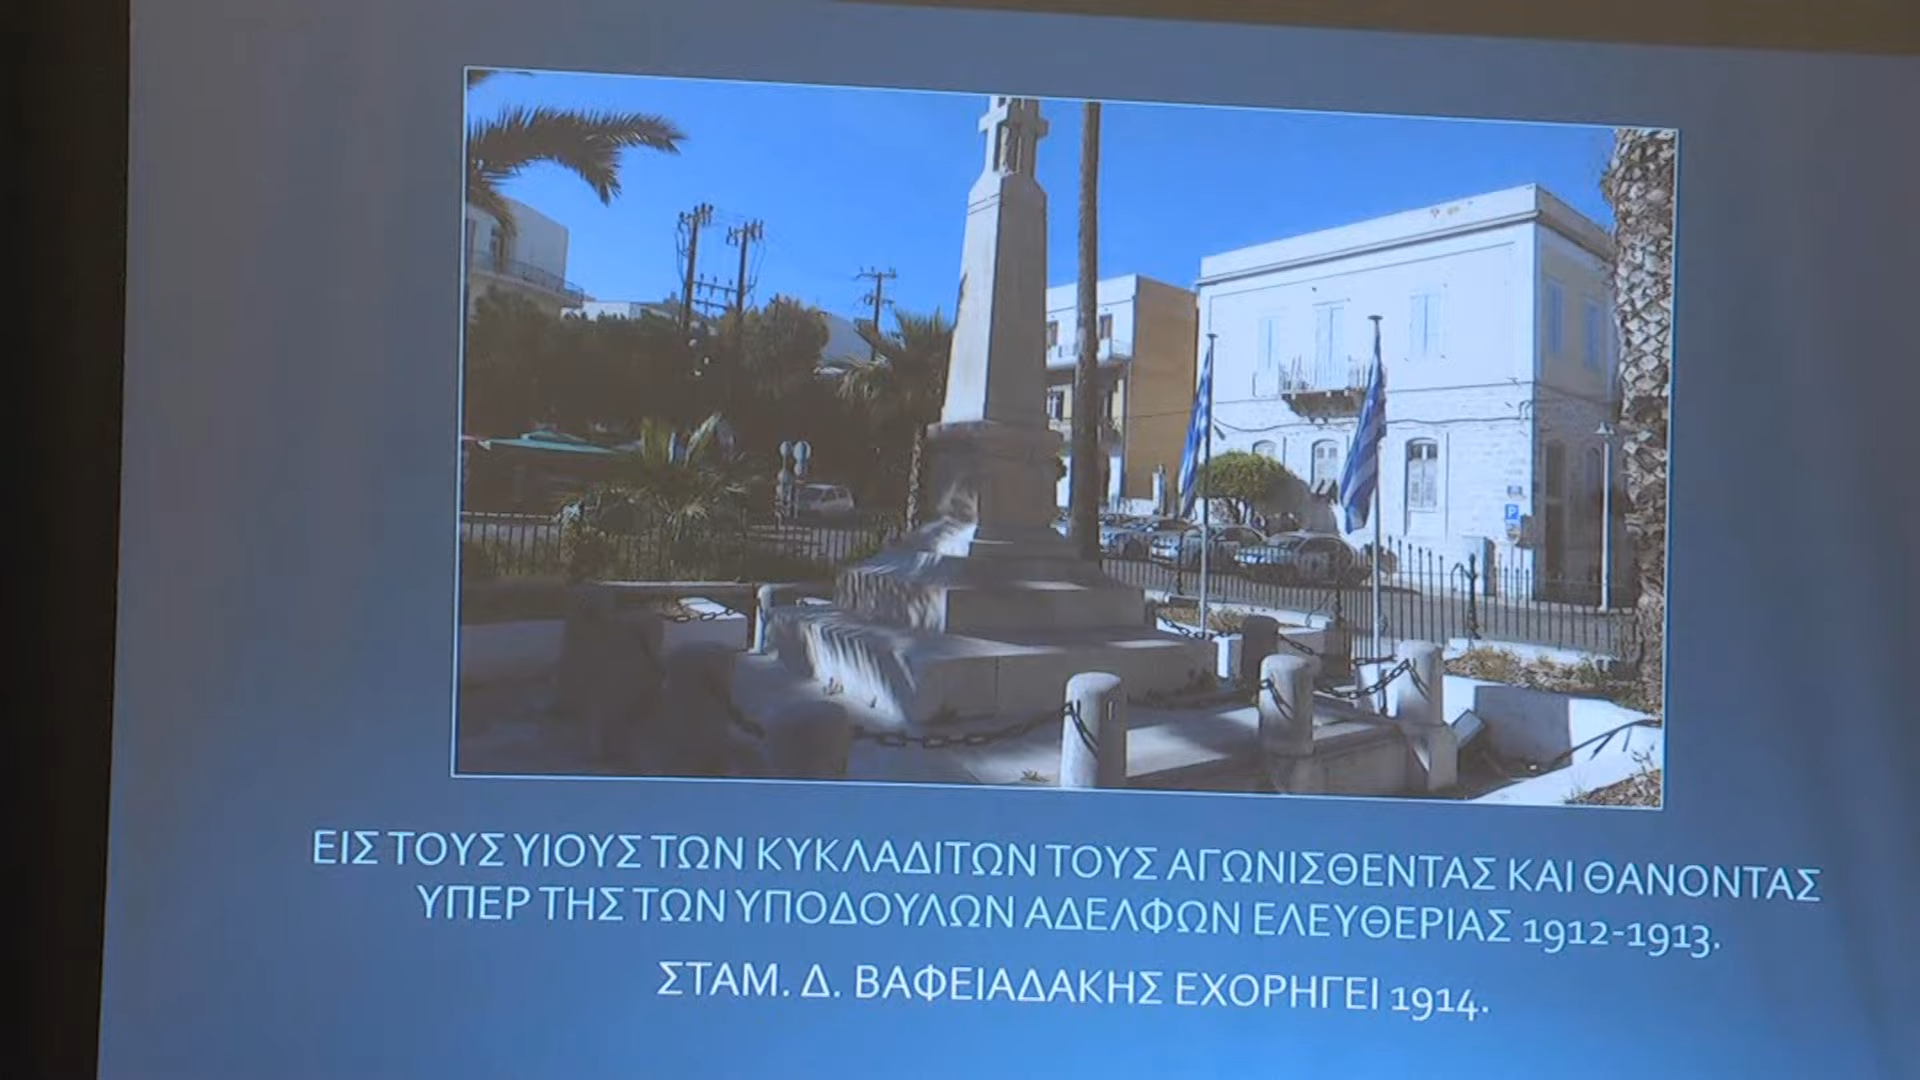 ΕΙΣ ΤΟΥΣ ΥΙΟΥΣ ΤΩΝ ΚΥΚΛΑΔΙΤΩΝ ΤΟΥΣ ΑΓΩΝΙΣΘΕΝΤΑΣ ΚΑΙ ΘΑΝΟΝΤΑΣ
ΥΠΕΡ ΤΗΣ ΤΩΝ ΥΠΟΔΟΥΛΩΝ ΑΔΕΛΦΩΝ ΕΛΕΥΘΕΡΙΑΣ 1912-1913.
ΣΤΑΜ. Δ. ΒΑΦΕΙΑΔΑΚΗΣ ΕΧΟΡΗΓΕΙ 1914.